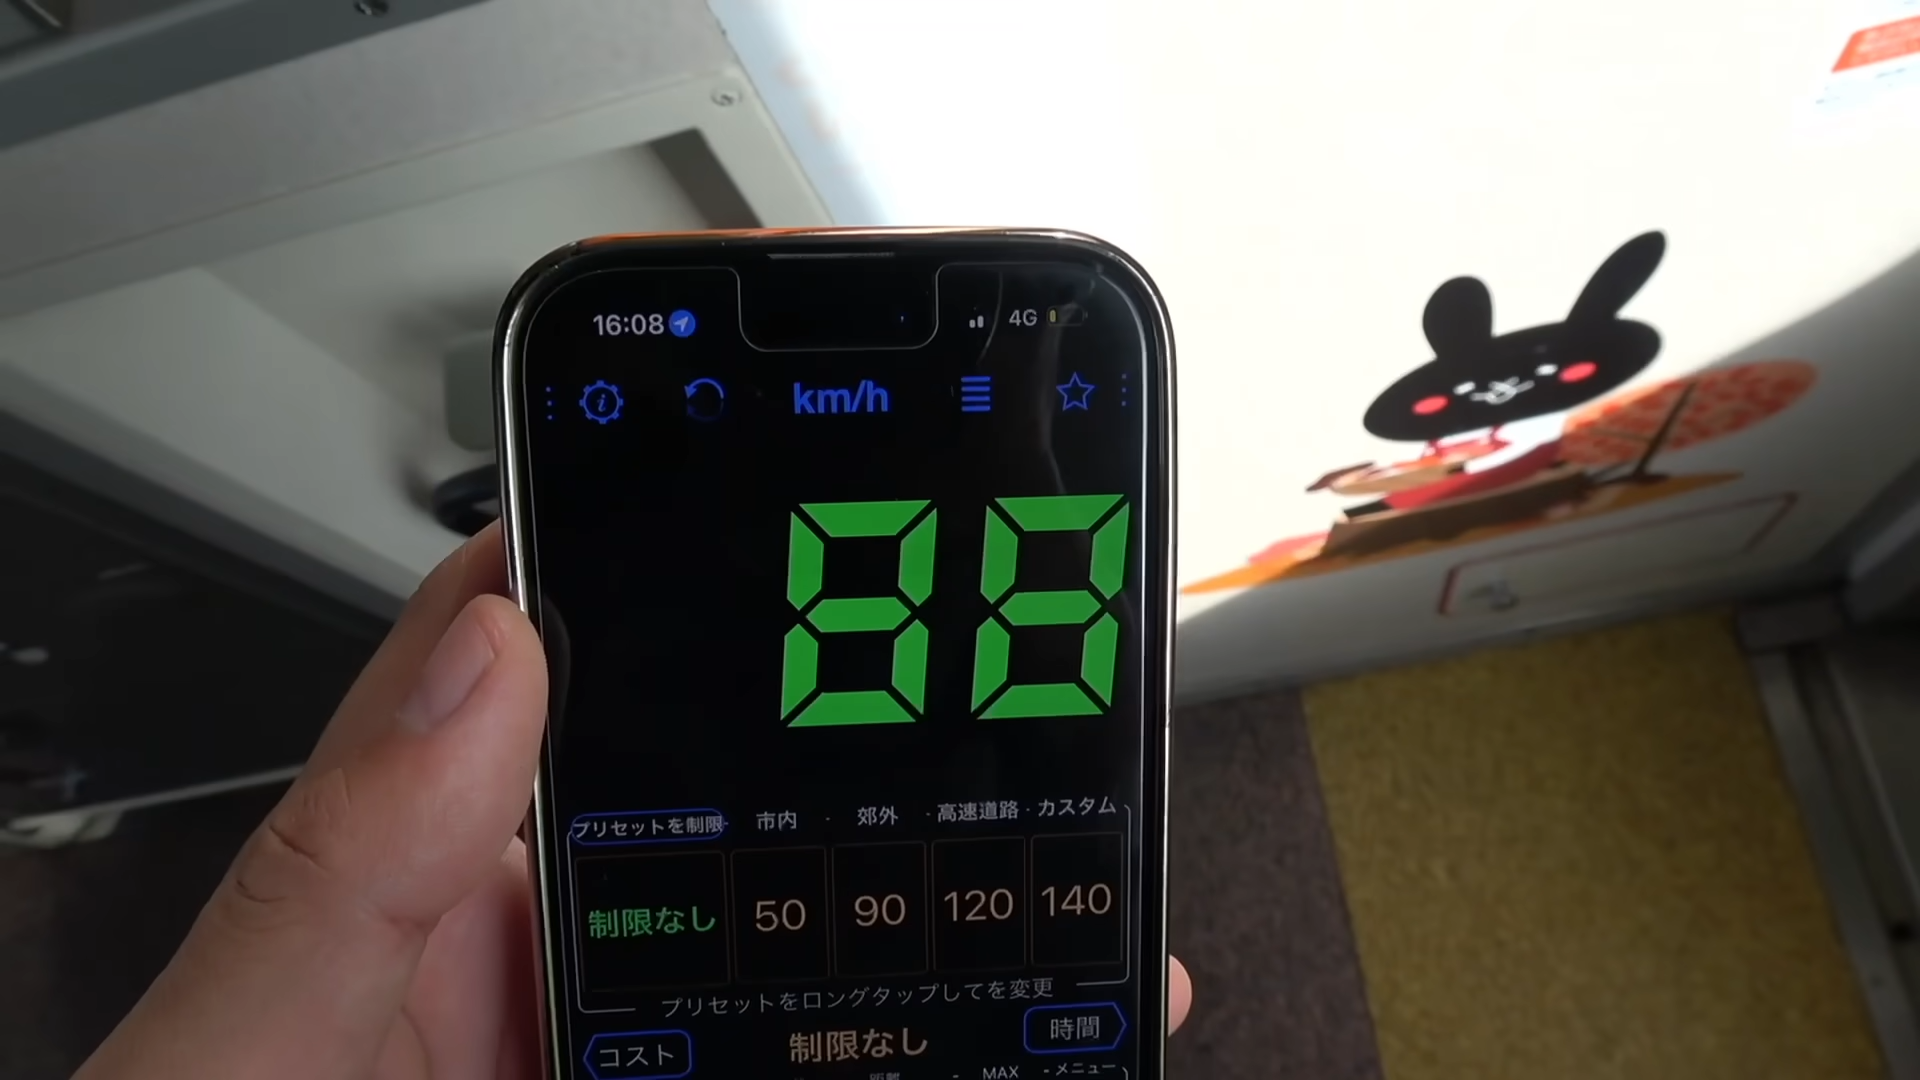 16:08 4G
km/h
88
プリセットを制限 市内 郊外 高速道路 カスタム
制限なし 50 90 120 140
プリセットをロングタップしてを変更
コスト 制限なし 時間
距離 MAX メニュー